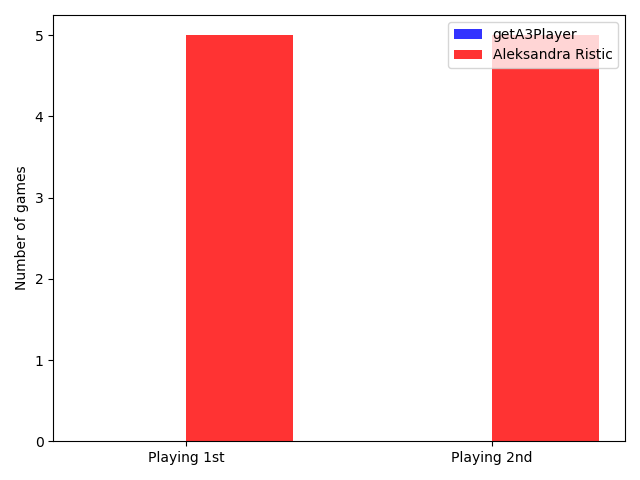 getA3Player
Aleksandra Ristic
Number of games
5
4
3
2
1
0
Playing 1st
Playing 2nd